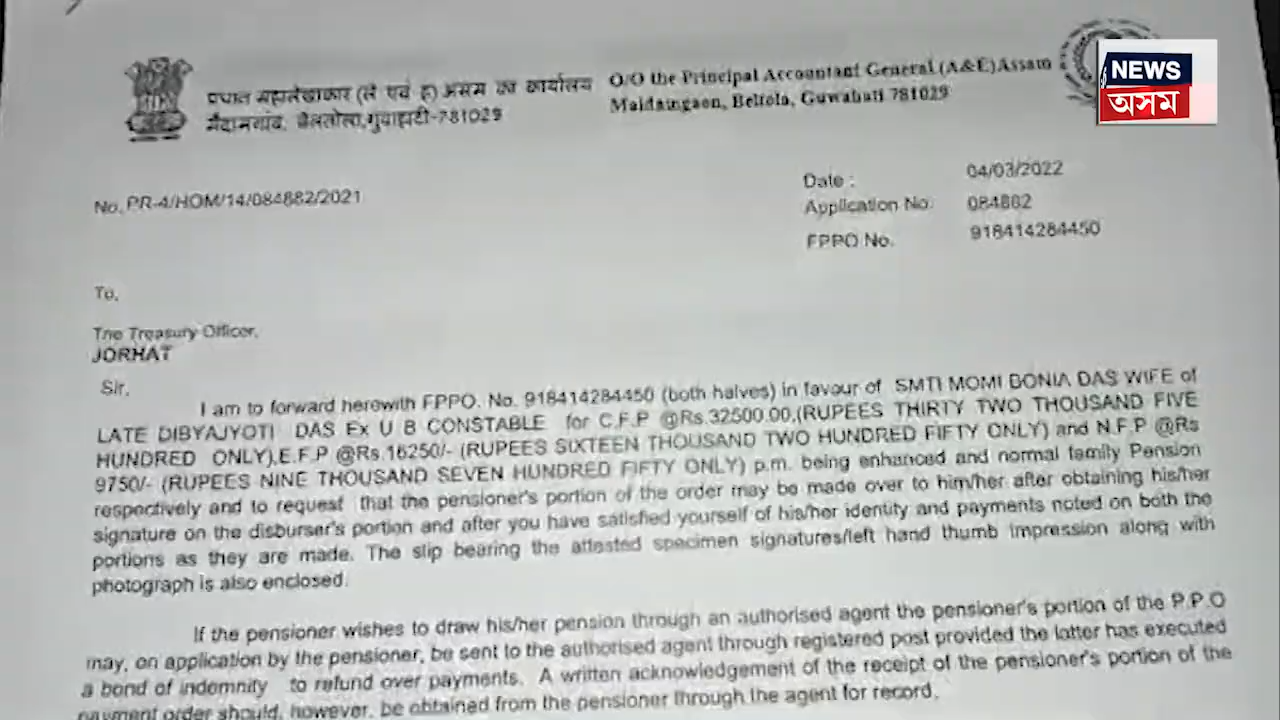 प्रधान महालेखाकार (ले एवं ह) असम का कार्यालय
मैदामगांव, बेलतोला, गुवाहाटी-781029
O/O the Principal Accountant General (A&E) Assam
Maidamgaon, Beltola, Guwahati 781029
NEWS
অসম
No. PR-4/HOM/14/084882/2021
Date : 04/03/2022
Application No. 084882
FPPO No. 918414284450
To,
The Treasury Officer,
JORHAT
Sir,
I am to forward herewith FPPO. No. 918414284450 (both halves) in favour of SMTI MOMI BONIA DAS WIFE of
LATE DIBYAJYOTI DAS Ex U B CONSTABLE for C.F.P @Rs.32500.00,(RUPEES THIRTY TWO THOUSAND FIVE
HUNDRED ONLY),E.F.P @Rs.16250/- (RUPEES SIXTEEN THOUSAND TWO HUNDRED FIFTY ONLY) and N.F.P @Rs
9750/- (RUPEES NINE THOUSAND SEVEN HUNDRED FIFTY ONLY) p.m. being enhanced and normal family Pension
respectively and to request that the pensioner's portion of the order may be made over to him/her after obtaining his/her
signature on the disburser's portion and after you have satisfied yourself of his/her identity and payments noted on both the
portions as they are made. The slip bearing the attested specimen signatures/left hand thumb impression along with
photograph is also enclosed.
If the pensioner wishes to draw his/her pension through an authorised agent the pensioner's portion of the P.P.O
may, on application by the pensioner, be sent to the authorised agent through registered post provided the latter has executed
a bond of indemnity to refund over payments. A written acknowledgement of the receipt of the pensioner's portion of the
payment order should, however, be obtained from the pensioner through the agent for record.